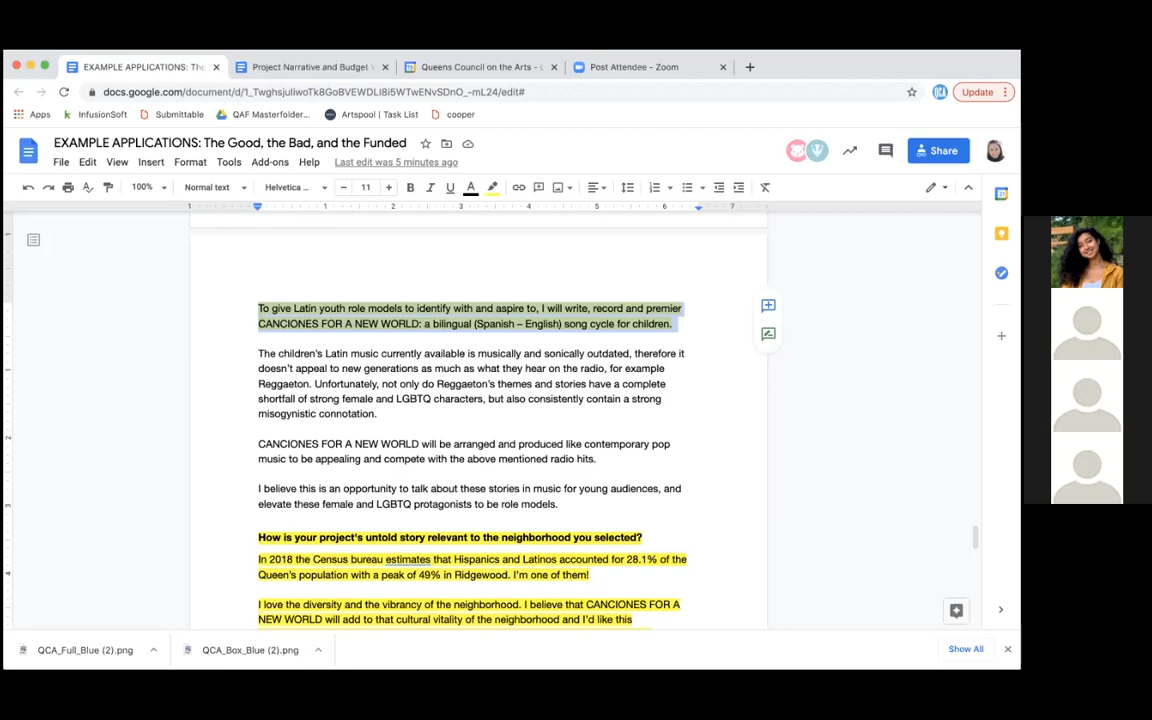 EXAMPLE APPLICATIONS: The
Project Narrative and Budget
Queens Council on the Arts -
Post Attendee - Zoom
Update
Apps
InfusionSoft
Submittable
QAF Masterfolder...
Artspool | Task List
cooper
EXAMPLE APPLICATIONS: The Good, the Bad, and the Funded
File Edit View Insert Format Tools Add-ons Help Last edit was 5 minutes ago
Share
100% Normal text Helvetica ... 11 B I U A
1 1 2 3 4 5 6 7
To give Latin youth role models to identify with and aspire to, I will write, record and premier
CANCIONES FOR A NEW WORLD: a bilingual (Spanish – English) song cycle for children.
The children's Latin music currently available is musically and sonically outdated, therefore it
doesn't appeal to new generations as much as what they hear on the radio, for example
Reggaeton. Unfortunately, not only do Reggaeton's themes and stories have a complete
shortfall of strong female and LGBTQ characters, but also consistently contain a strong
misogynistic connotation.
CANCIONES FOR A NEW WORLD will be arranged and produced like contemporary pop
music to be appealing and compete with the above mentioned radio hits.
I believe this is an opportunity to talk about these stories in music for young audiences, and
elevate these female and LGBTQ protagonists to be role models.
How is your project's untold story relevant to the neighborhood you selected?
In 2018 the Census bureau estimates that Hispanics and Latinos accounted for 28.1% of the
Queen's population with a peak of 49% in Ridgewood. I'm one of them!
I love the diversity and the vibrancy of the neighborhood. I believe that CANCIONES FOR A
NEW WORLD will add to that cultural vitality of the neighborhood and I'd like this
QCA_Full_Blue (2).png
QCA_Box_Blue (2).png
Show All